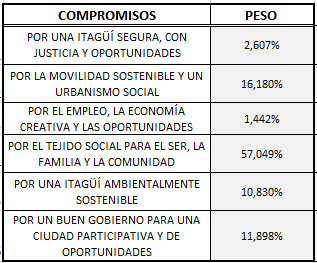 COMPROMISOS PESO
POR UNA ITAGÜÍ SEGURA, CON
JUSTICIA Y OPORTUNIDADES 2,607%
POR LA MOVILIDAD SOSTENIBLE Y UN
URBANISMO SOCIAL 16,180%
POR EL EMPLEO, LA ECONOMÍA
CREATIVA Y LAS OPORTUNIDADES 1,442%
POR EL TEJIDO SOCIAL PARA EL SER, LA
FAMILIA Y LA COMUNIDAD 57,049%
POR UNA ITAGÜÍ AMBIENTALMENTE
SOSTENIBLE 10,830%
POR UN BUEN GOBIERNO PARA UNA
CIUDAD PARTICIPATIVA Y DE 11,898%
OPORTUNIDADES